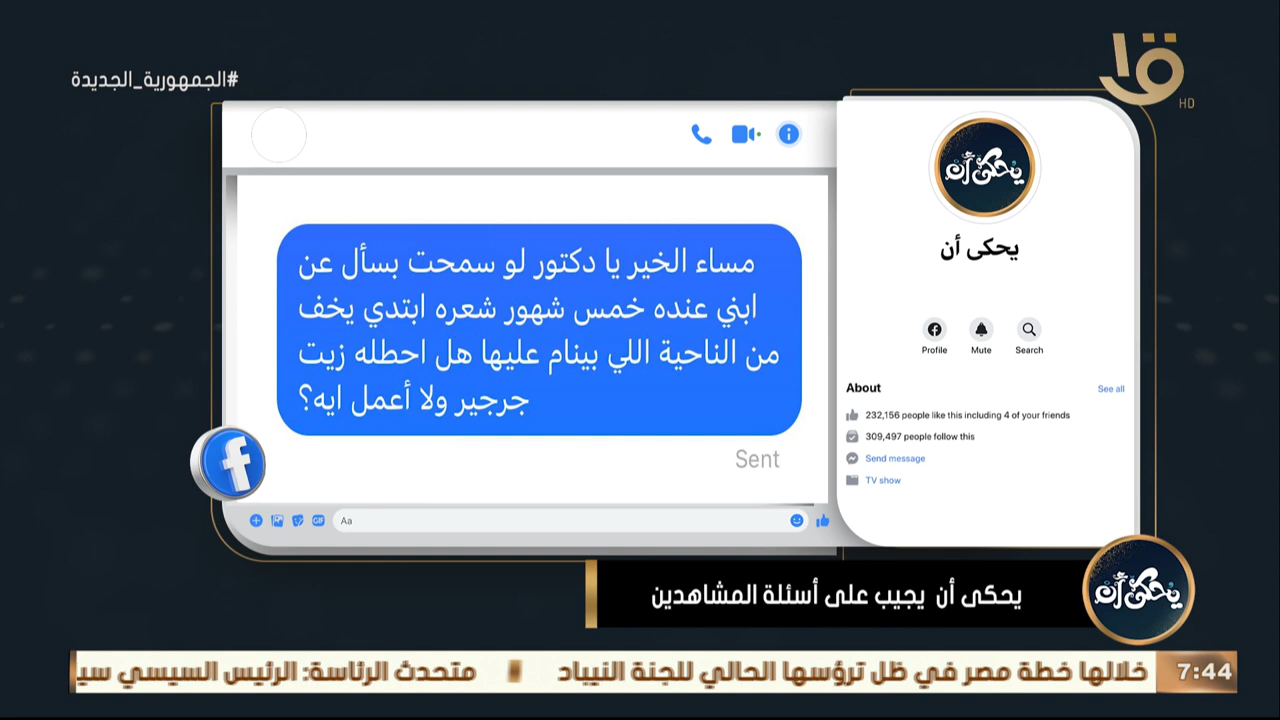 #الجمهورية_الجديدة
HD
مساء الخير يا دكتور لو سمحت بسأل عن
ابني عنده خمس شهور شعره ابتدي يخف
من الناحية اللي بينام عليها هل احطله زيت
جرجير ولا أعمل ايه؟
Sent
GIF
Aa
يحكى أن
يحكى أن
Profile
Mute
Search
About
See all
232,156 people like this including 4 of your friends
309,497 people follow this
Send message
TV show
يحكى أن يجيب على أسئلة المشاهدين
يحكى أن
7:44
خلالها خطة مصر في ظل ترؤسها الحالي للجنة النيباد
متحدث الرئاسة: الرئيس السيسي سي